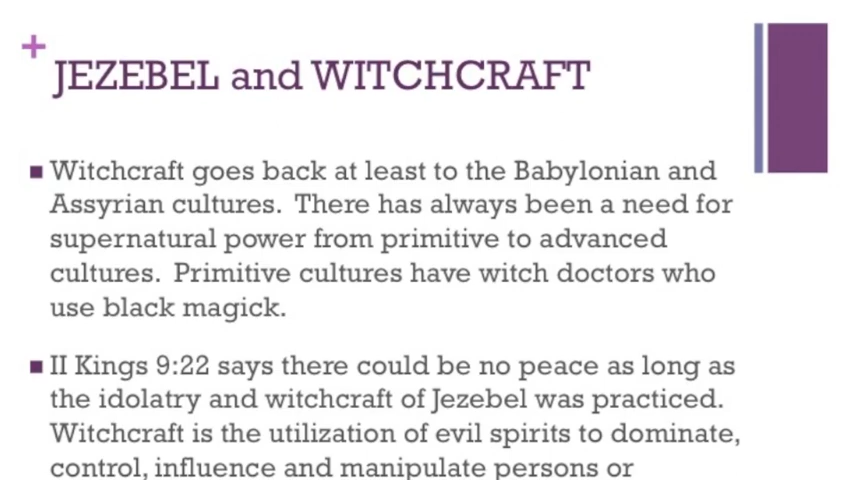 JEZEBEL and WITCHCRAFT
Witchcraft goes back at least to the Babylonian and
Assyrian cultures. There has always been a need for
supernatural power from primitive to advanced
cultures. Primitive cultures have witch doctors who
use black magick.
II Kings 9:22 says there could be no peace as long as
the idolatry and witchcraft of Jezebel was practiced.
Witchcraft is the utilization of evil spirits to dominate,
control, influence and manipulate persons or